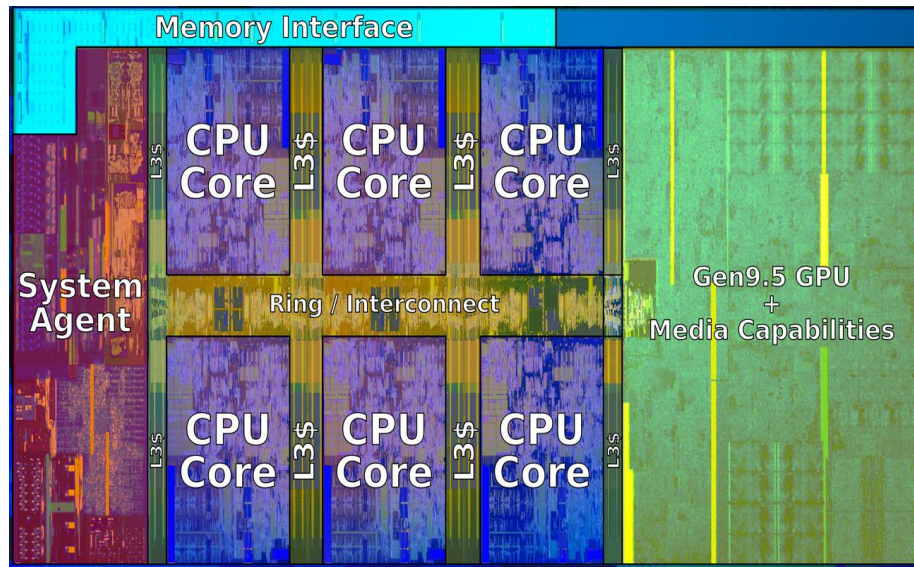 Memory Interface
CPU
Core
L3$
CPU
Core
L3$
CPU
Core
L3$
L3$
System
Agent
Ring / Interconnect
Gen9.5 GPU
+
Media Capabilities
L3$
CPU
Core
L3$
CPU
Core
L3$
CPU
Core
L3$